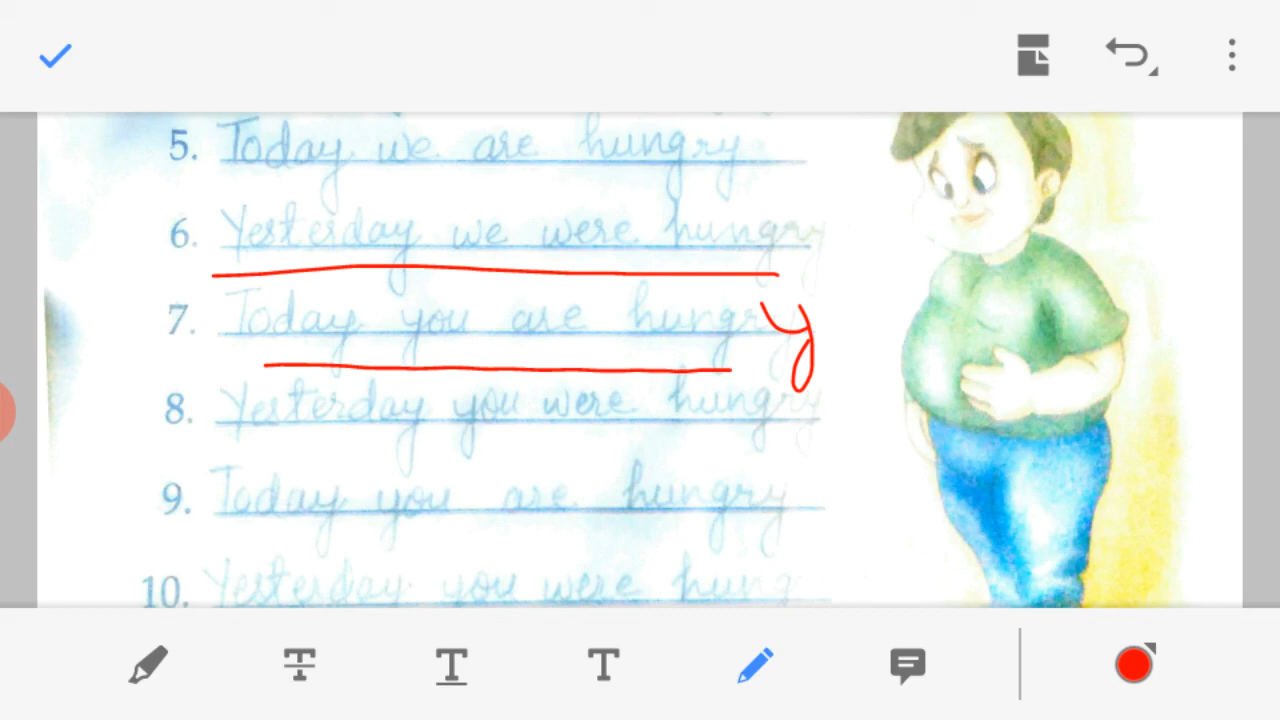 5. Today we are hungry
6. Yesterday we were hungry
7. Today you are hungry
8. Yesterday you were hungry
9. Today you are hungry
10. Yesterday you were hung